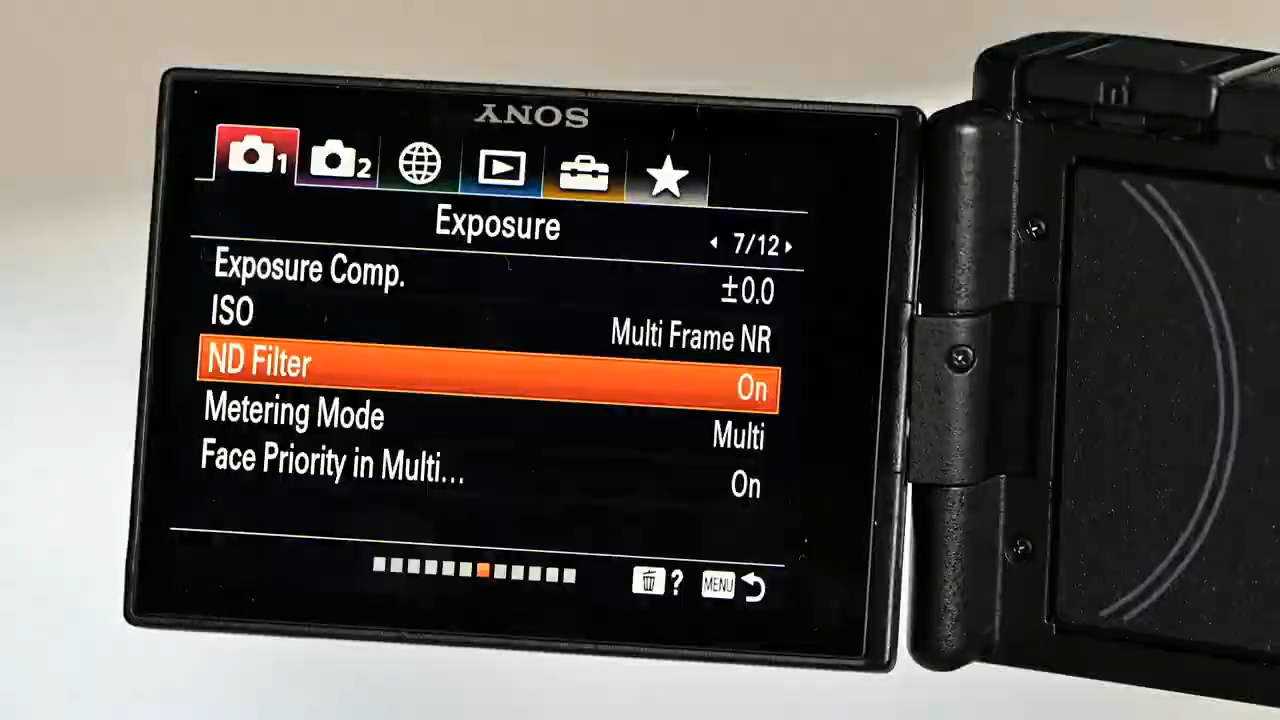 SONY
1 2
Exposure
7/12
Exposure Comp. ±0.0
ISO Multi Frame NR
ND Filter On
Metering Mode Multi
Face Priority in Multi... On
? MENU